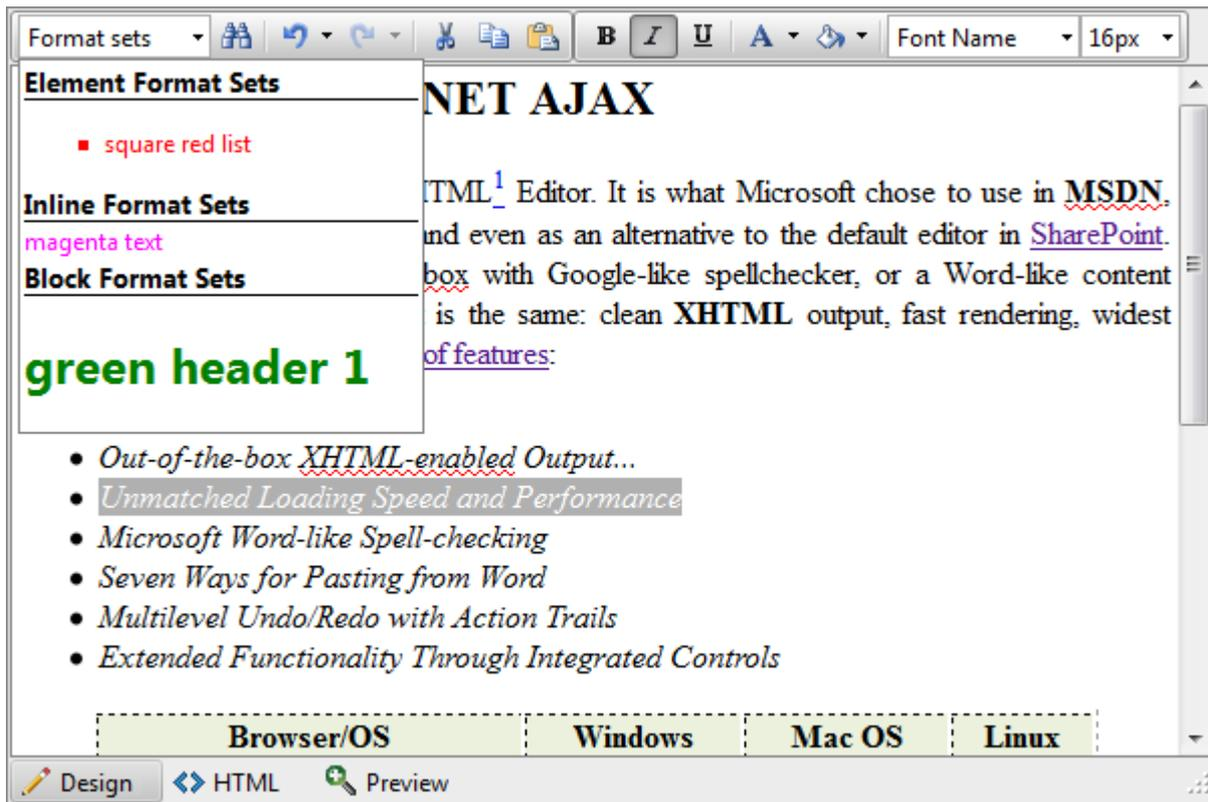 Format sets B I U A Font Name 16px
Element Format Sets
square red list
Inline Format Sets
magenta text
Block Format Sets
green header 1
NET AJAX
TML1 Editor. It is what Microsoft chose to use in MSDN,
nd even as an alternative to the default editor in SharePoint.
box with Google-like spellchecker, or a Word-like content
is the same: clean XHTML output, fast rendering, widest
of features:
Out-of-the-box XHTML-enabled Output...
Unmatched Loading Speed and Performance
Microsoft Word-like Spell-checking
Seven Ways for Pasting from Word
Multilevel Undo/Redo with Action Trails
Extended Functionality Through Integrated Controls
Browser/OS Windows Mac OS Linux
Design HTML Preview